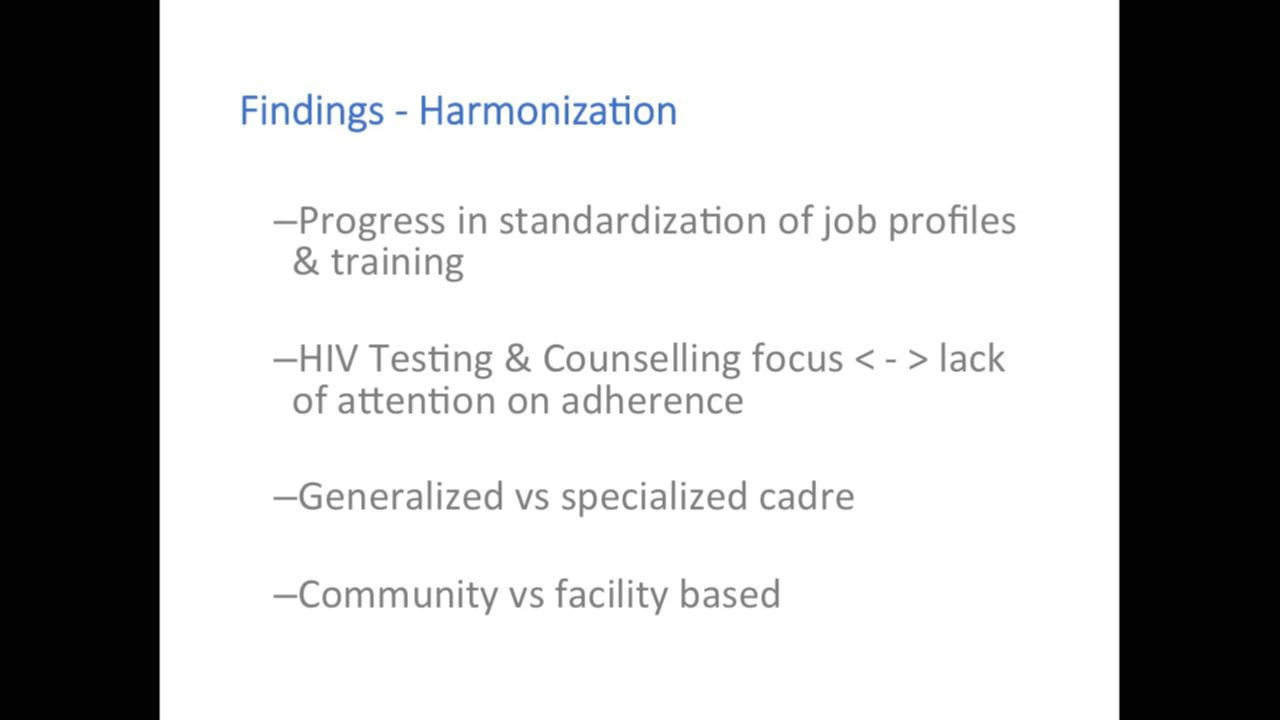 Findings - Harmonization
–Progress in standardization of job profiles
& training
–HIV Testing & Counselling focus < - > lack
of attention on adherence
–Generalized vs specialized cadre
–Community vs facility based